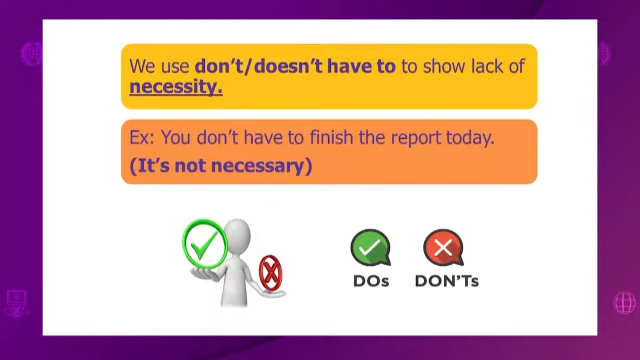 We use don't/doesn't have to to show lack of
necessity.
Ex: You don't have to finish the report today.
(It's not necessary)
DOs DON'Ts